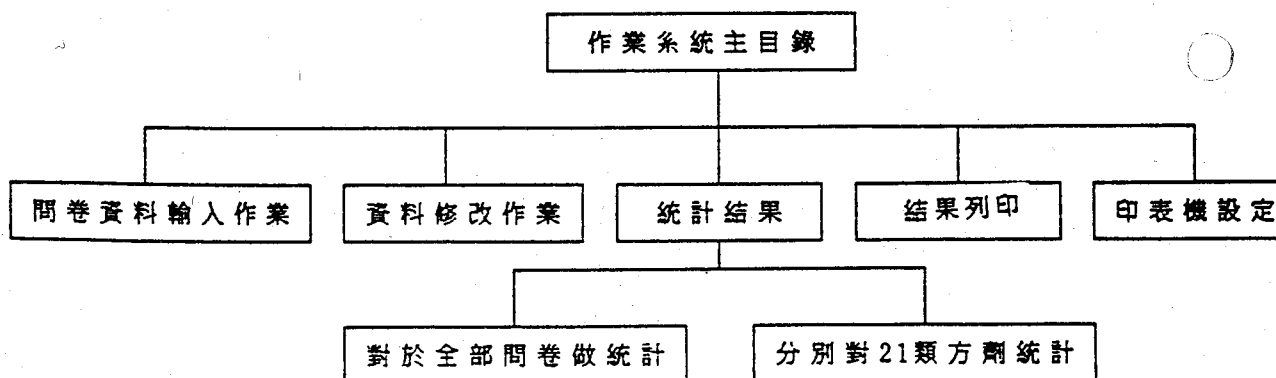 作業系統主目錄
問卷資料輸入作業
資料修改作業
統計結果
結果列印
印表機設定
對於全部問卷做統計
分別對21類方劑統計